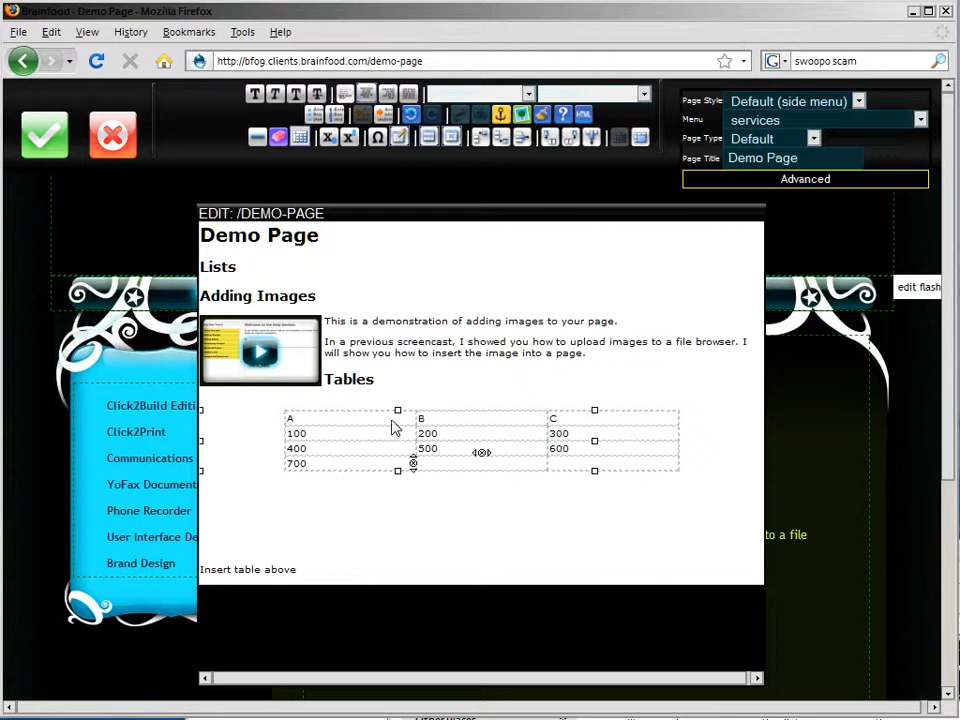 Brainfood - Demo Page - Mozilla Firefox
File Edit View History Bookmarks Tools Help
http://bfog.clients.brainfood.com/demo-page
G swoopo scam
Page Style Default (side menu)
Menu services
Page Type Default
Page Title Demo Page
Advanced
T T T T
HTML
EDIT: /DEMO-PAGE
Demo Page
Lists
Adding Images
This is a demonstration of adding images to your page.
In a previous screencast, I showed you how to upload images to a file browser. I
will show you how to insert the image into a page.
Tables
A B C
100 200 300
400 500 600
700
Insert table above
edit flash
Click2Build Editi
Click2Print
Communications
YoFax Document
Phone Recorder
User Interface De
Brand Design
to a file